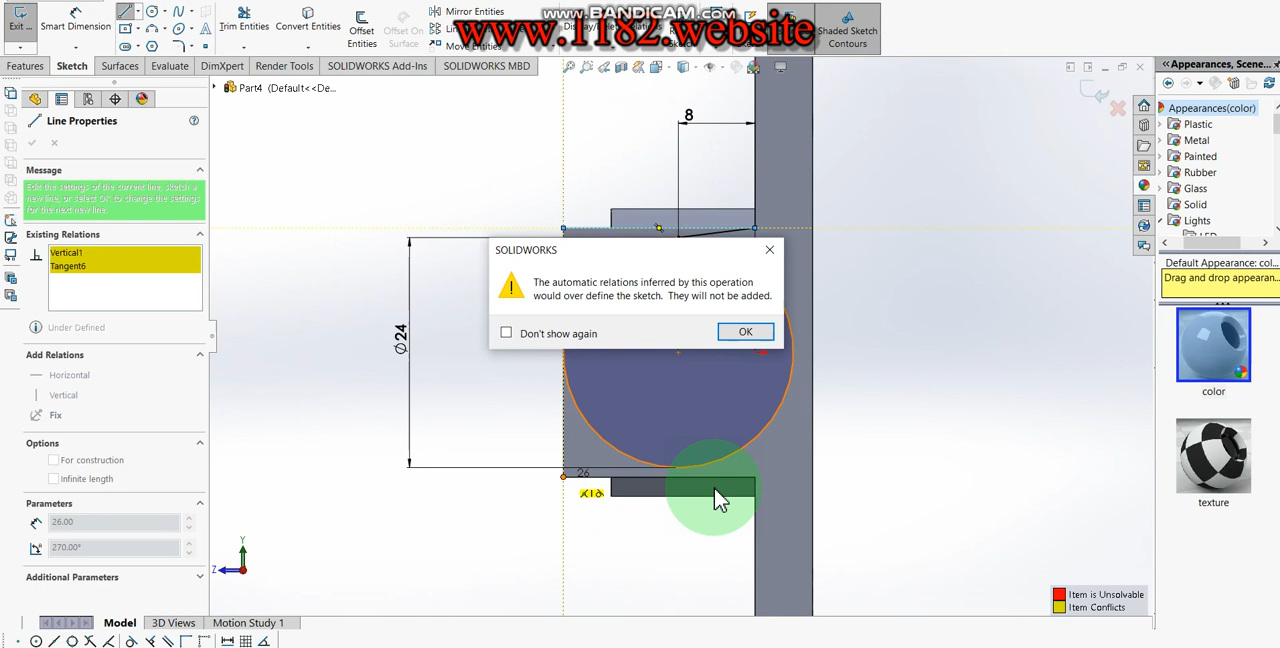 www.BANDICAM.com
www.1182.website
Exit ...
Smart Dimension
Trim Entities
Convert Entities
Offset Entities
Offset On Surface
Mirror Entities
Move Entities
Shaded Sketch Contours
Features
Sketch
Surfaces
Evaluate
DimXpert
Render Tools
SOLIDWORKS Add-Ins
SOLIDWORKS MBD
Part4 (Default<<De...
Line Properties
Message
Edit the settings of the current line, sketch a new line, or select OK to change the settings for the next new line.
Existing Relations
Vertical1
Tangent6
Under Defined
Add Relations
Horizontal
Vertical
Fix
Options
For construction
Infinite length
Parameters
26.00
270.00°
Additional Parameters
8
Ø24
26
SOLIDWORKS
The automatic relations inferred by this operation
would over define the sketch. They will not be added.
Don't show again
OK
Y
Z
Item is Unsolvable
Item Conflicts
Appearances, Scene...
Appearances(color)
Plastic
Metal
Painted
Rubber
Glass
Solid
Lights
Default Appearance: col...
Drag and drop appearan...
color
texture
Model
3D Views
Motion Study 1